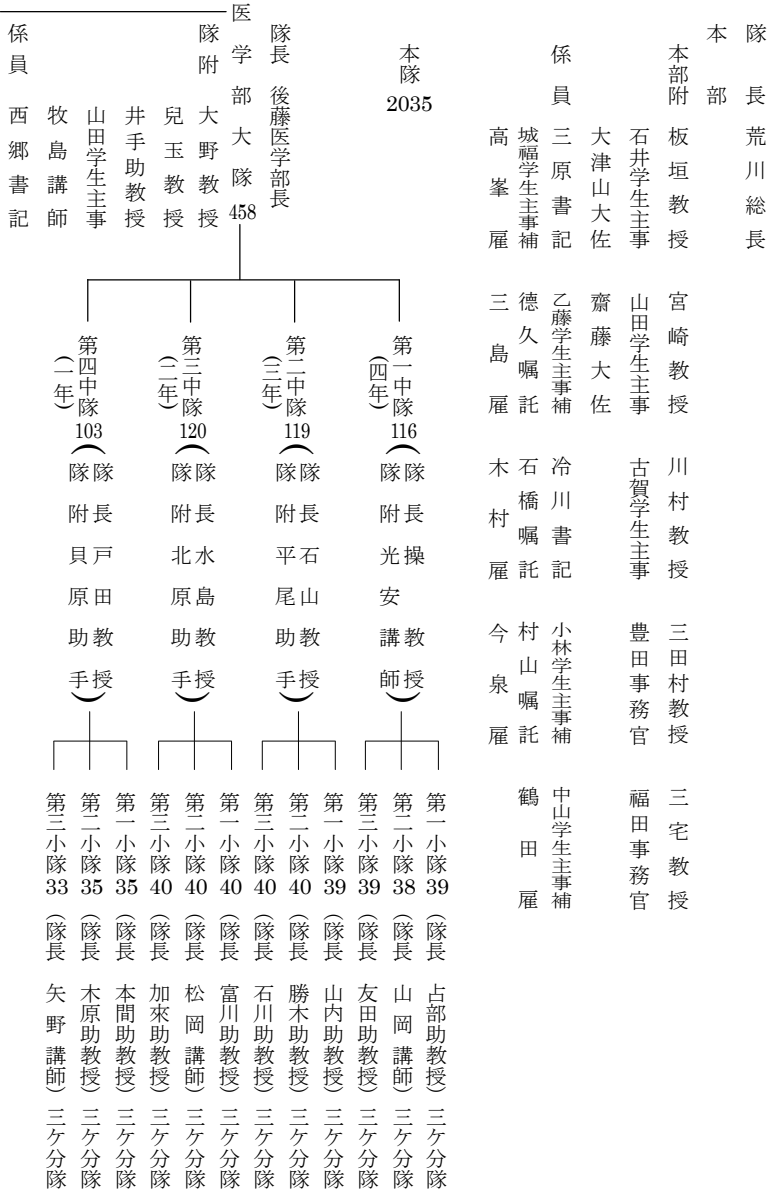 隊長 荒川総長
本部
本部附 板垣教授 宮崎教授 川村教授 三田村教授 三宅教授
石井学生主事 山田学生主事 古賀学生主事 豊田事務官 福田事務官
大津山大佐 齋藤大佐
係員 三原書記 乙藤学生主事補 冷川書記 小林学生主事補 中山学生主事補
城福学生主事補 德久嘱託 石橋嘱託 村山嘱託 鶴田雇
高峯雇 三島雇 木村雇 今泉雇
本隊 2035
隊長 後藤医学部長
医学部大隊 458
隊附 大野教授
兒玉教授
井手助教授
山田学生主事
牧島講師
係員 西郷書記
第一中隊(四年) 116 (隊長 操教授
隊附 光安講師)
第一小隊 39 (隊長 占部助教授) 三ケ分隊
第二小隊 38 (隊長 山岡講師) 三ケ分隊
第三小隊 39 (隊長 友田助教授) 三ケ分隊
第二中隊(三年) 119 (隊長 石山教授
隊附 平尾助手)
第一小隊 39 (隊長 山内助教授) 三ケ分隊
第二小隊 40 (隊長 勝木助教授) 三ケ分隊
第三小隊 40 (隊長 石川助教授) 三ケ分隊
第三中隊(二年) 120 (隊長 水島教授
隊附 北原助手)
第一小隊 40 (隊長 富川助教授) 三ケ分隊
第二小隊 40 (隊長 松岡講師) 三ケ分隊
第三小隊 40 (隊長 加來助教授) 三ケ分隊
第四中隊(一年) 103 (隊長 戸田教授
隊附 貝原助手)
第一小隊 35 (隊長 本間助教授) 三ケ分隊
第二小隊 35 (隊長 木原助教授) 三ケ分隊
第三小隊 33 (隊長 矢野講師) 三ケ分隊